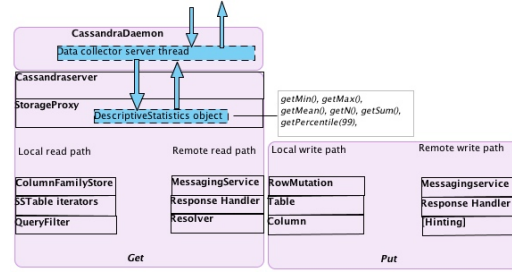 CassandraDaemon
Data collector server thread
Cassandraserver
StorageProxy
DescriptiveStatistics object
getMin(), getMax(),
getMean(), getN(), getSum(),
getPercentile(99),
Local read path
Remote read path
Local write path
Remote write path
ColumnFamilyStore
SSTable iterators
QueryFilter
MessagingService
Response Handler
Resolver
RowMutation
Table
Column
Messagingservice
Response Handler
[Hinting]
Get
Put